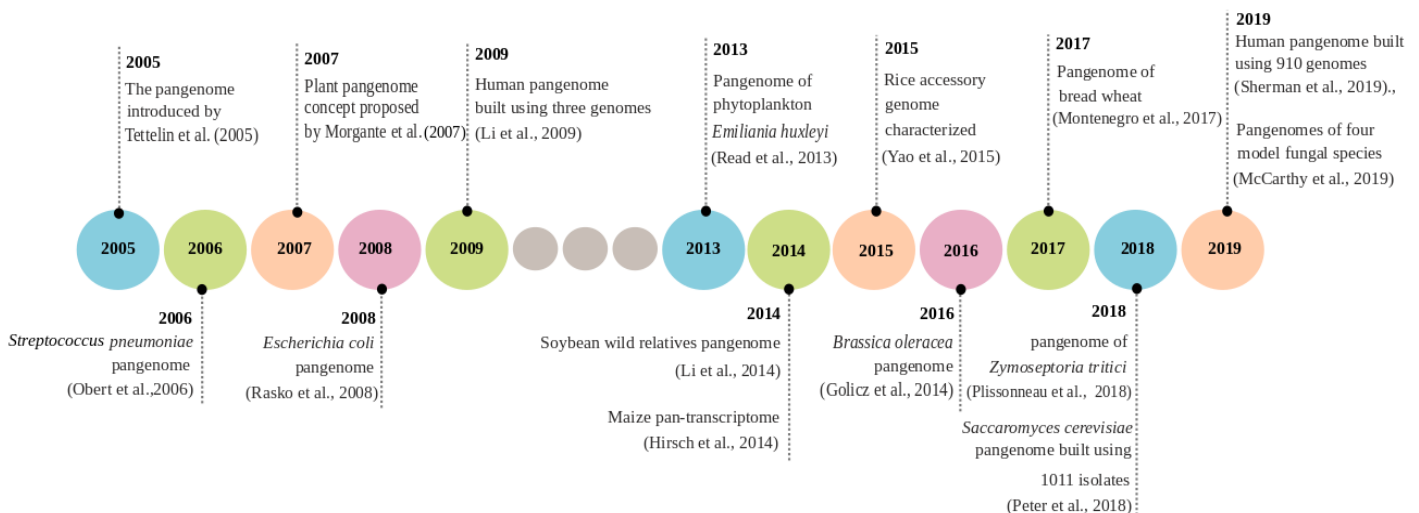 2005
The pangenome
introduced by
Tettelin et al. (2005)
2007
Plant pangenome
concept proposed
by Morgante et al. (2007)
2009
Human pangenome
built using three genomes
(Li et al., 2009)
2013
Pangenome of
phytoplankton
Emiliania huxleyi
(Read et al., 2013)
2015
Rice accessory
genome
characterized
(Yao et al., 2015)
2017
Pangenome of
bread wheat
(Montenegro et al., 2017)
2019
Human pangenome built
using 910 genomes
(Sherman et al., 2019).,
Pangenomes of four
model fungal species
(McCarthy et al., 2019)
2005
2006
2007
2008
2009
2013
2014
2015
2016
2017
2018
2019
2006
Streptococcus pneumoniae
pangenome
(Obert et al.,2006)
2008
Escherichia coli
pangenome
(Rasko et al., 2008)
2014
Soybean wild relatives pangenome
(Li et al., 2014)
Maize pan-transcriptome
(Hirsch et al., 2014)
2016
Brassica oleracea
pangenome
(Golicz et al., 2014)
2018
pangenome of
Zymoseptoria tritici
(Plissonneau et al., 2018)
Saccaromyces cerevisiae
pangenome built using
1011 isolates
(Peter et al., 2018)